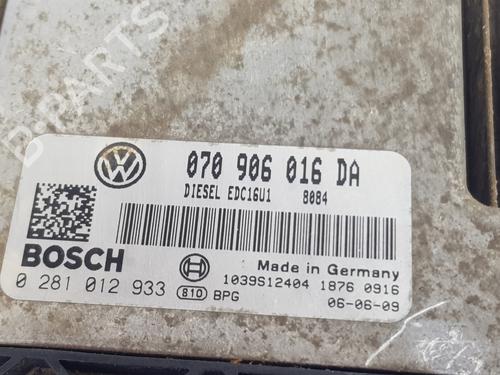 B-PARTS
070 906 016 DA
DIESEL EDC16U1 8084
BOSCH
Made in Germany
1039S12404 1876 0916
0 281 012 933 810 BPG 06-06-09